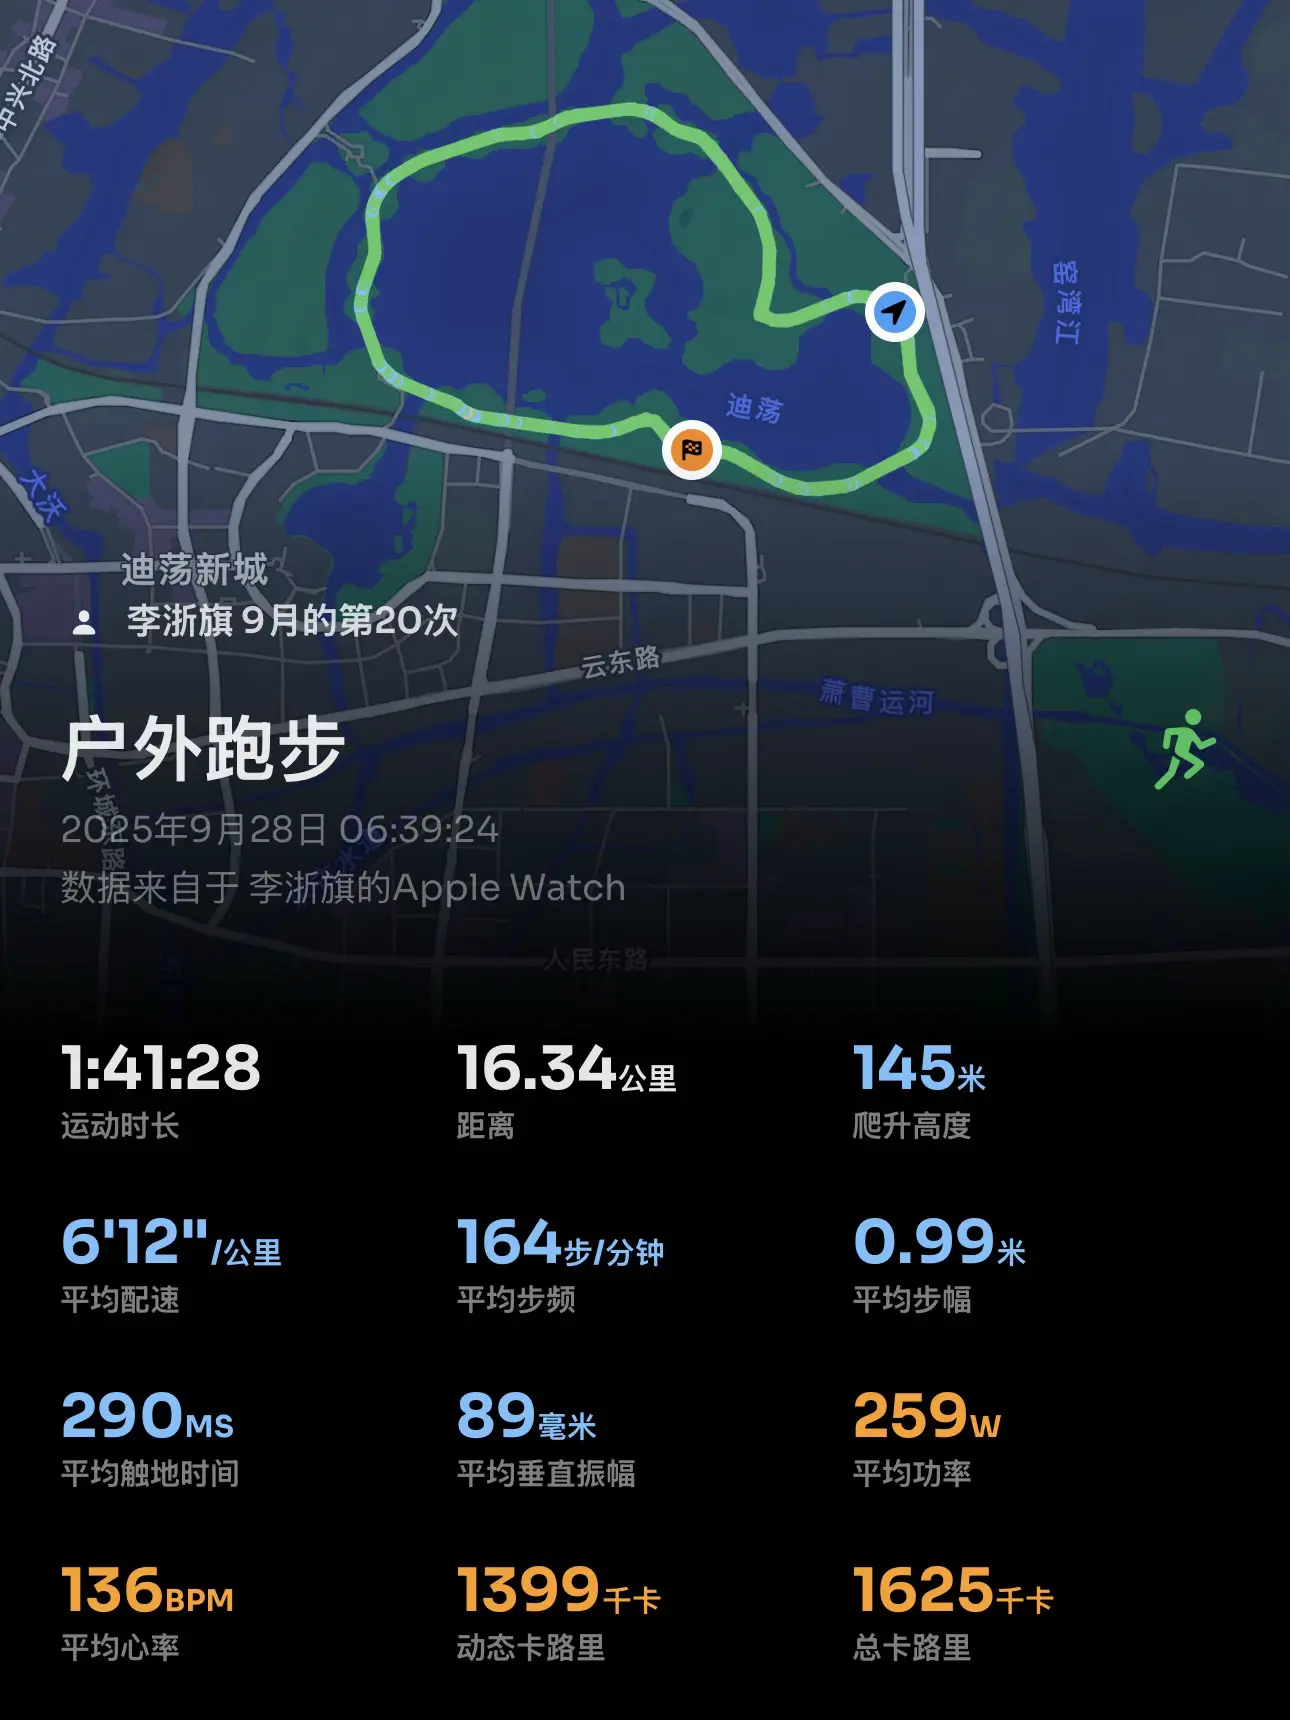 中兴北路
窑湾江
迪荡
大沃
迪荡新城
李浙旗 9月的第20次
云东路
萧曹运河
户外跑步
2025年9月28日 06:39:24
数据来自于 李浙旗的Apple Watch
人民东路
1:41:28 16.34公里 145米
运动时长 距离 爬升高度
6'12"/公里 164步/分钟 0.99米
平均配速 平均步频 平均步幅
290MS 89毫米 259W
平均触地时间 平均垂直振幅 平均功率
136BPM 1399千卡 1625千卡
平均心率 动态卡路里 总卡路里